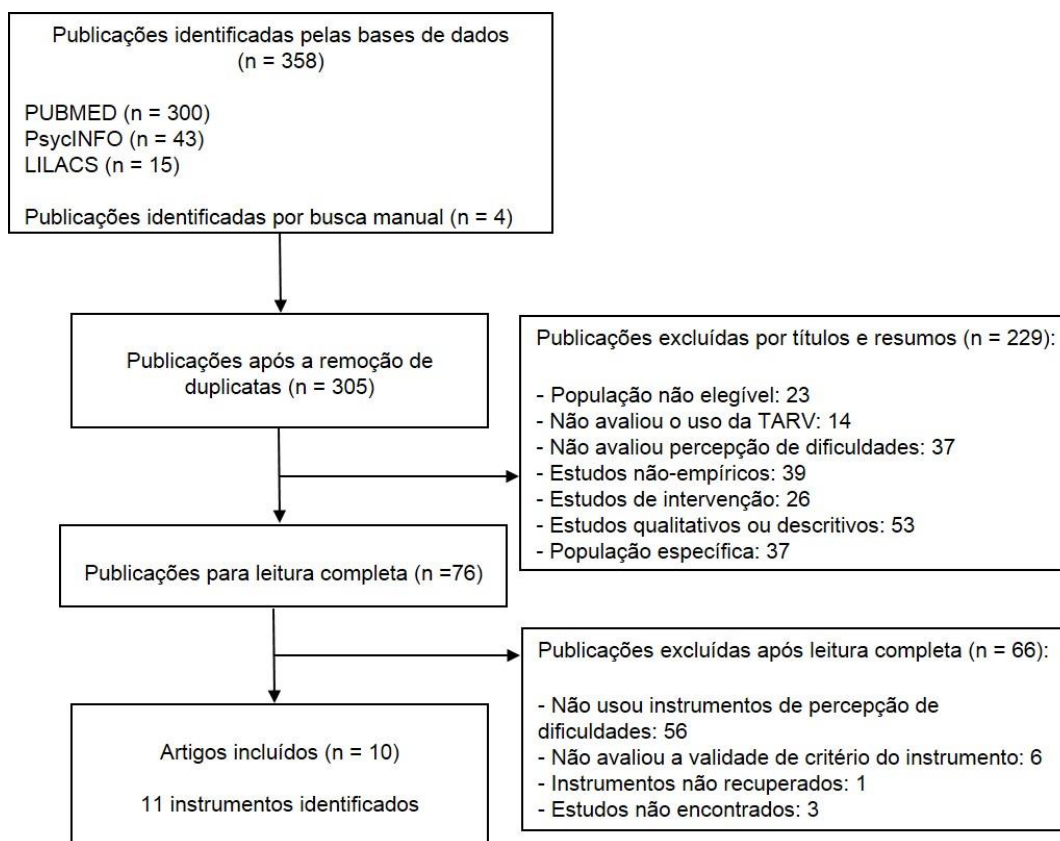 Publicações identificadas pelas bases de dados
(n = 358)
PUBMED (n = 300)
PsycINFO (n = 43)
LILACS (n = 15)
Publicações identificadas por busca manual (n = 4)
Publicações após a remoção de
duplicatas (n = 305)
Publicações excluídas por títulos e resumos (n = 229):
- População não elegível: 23
- Não avaliou o uso da TARV: 14
- Não avaliou percepção de dificuldades: 37
- Estudos não-empíricos: 39
- Estudos de intervenção: 26
- Estudos qualitativos ou descritivos: 53
- População específica: 37
Publicações para leitura completa (n =76)
Publicações excluídas após leitura completa (n = 66):
- Não usou instrumentos de percepção de
dificuldades: 56
- Não avaliou a validade de critério do instrumento: 6
- Instrumentos não recuperados: 1
- Estudos não encontrados: 3
Artigos incluídos (n = 10)
11 instrumentos identificados